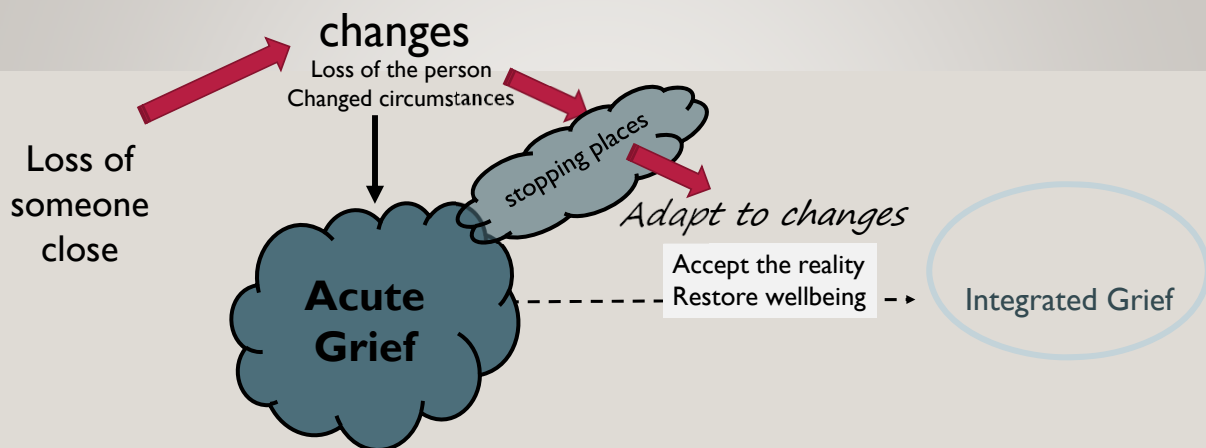 changes
Loss of the person
Changed circumstances
Loss of
someone
close
stopping places
Adapt to changes
Accept the reality
Restore wellbeing
Acute
Grief
Integrated Grief